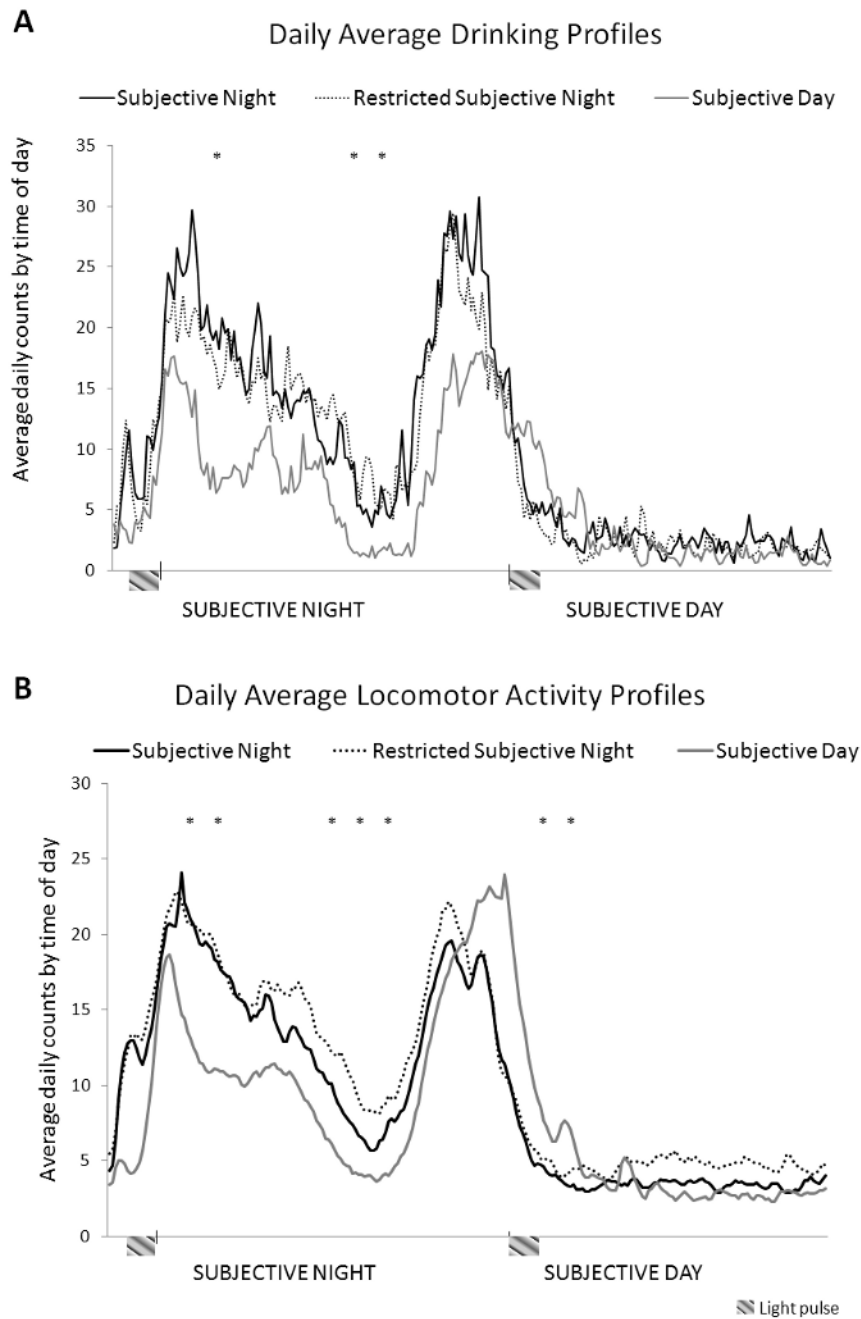 A
Daily Average Drinking Profiles
Subjective Night Restricted Subjective Night Subjective Day
Average daily counts by time of day
35
* * *
30
25
20
15
10
5
0
SUBJECTIVE NIGHT SUBJECTIVE DAY
B
Daily Average Locomotor Activity Profiles
Subjective Night Restricted Subjective Night Subjective Day
Average daily counts by time of day
30
* * * * * * *
25
20
15
10
5
0
SUBJECTIVE NIGHT SUBJECTIVE DAY
Light pulse